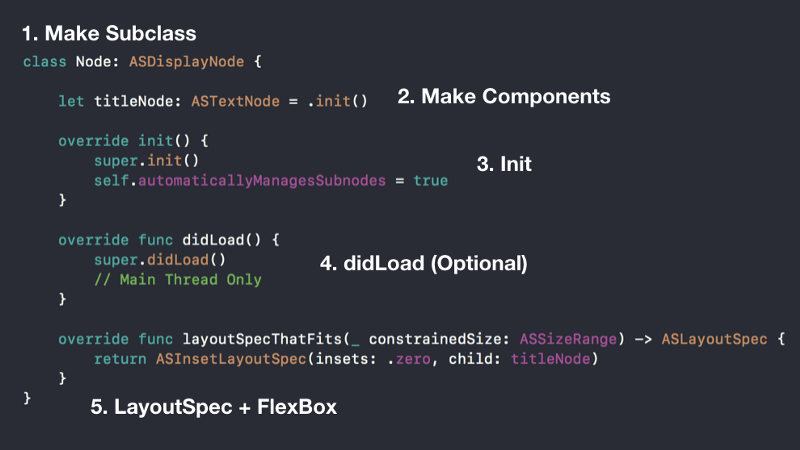 1. Make Subclass
class Node: ASDisplayNode {
let titleNode: ASTextNode = .init()
2. Make Components
override init() {
super.init()
self.automaticallyManagesSubnodes = true
}
3. Init
override func didLoad() {
super.didLoad()
// Main Thread Only
}
4. didLoad (Optional)
override func layoutSpecThatFits(_ constrainedSize: ASSizeRange) -> ASLayoutSpec {
return ASInsetLayoutSpec(insets: .zero, child: titleNode)
}
}
5. LayoutSpec + FlexBox